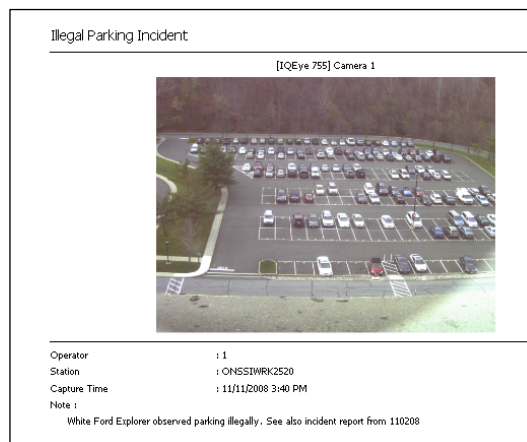 Illegal Parking Incident
[IQEye 755] Camera 1
Operator : 1
Station : ONSSIWRK2520
Capture Time : 11/11/2008 3:40 PM
Note :
White Ford Explorer observed parking illegally. See also incident report from 110208